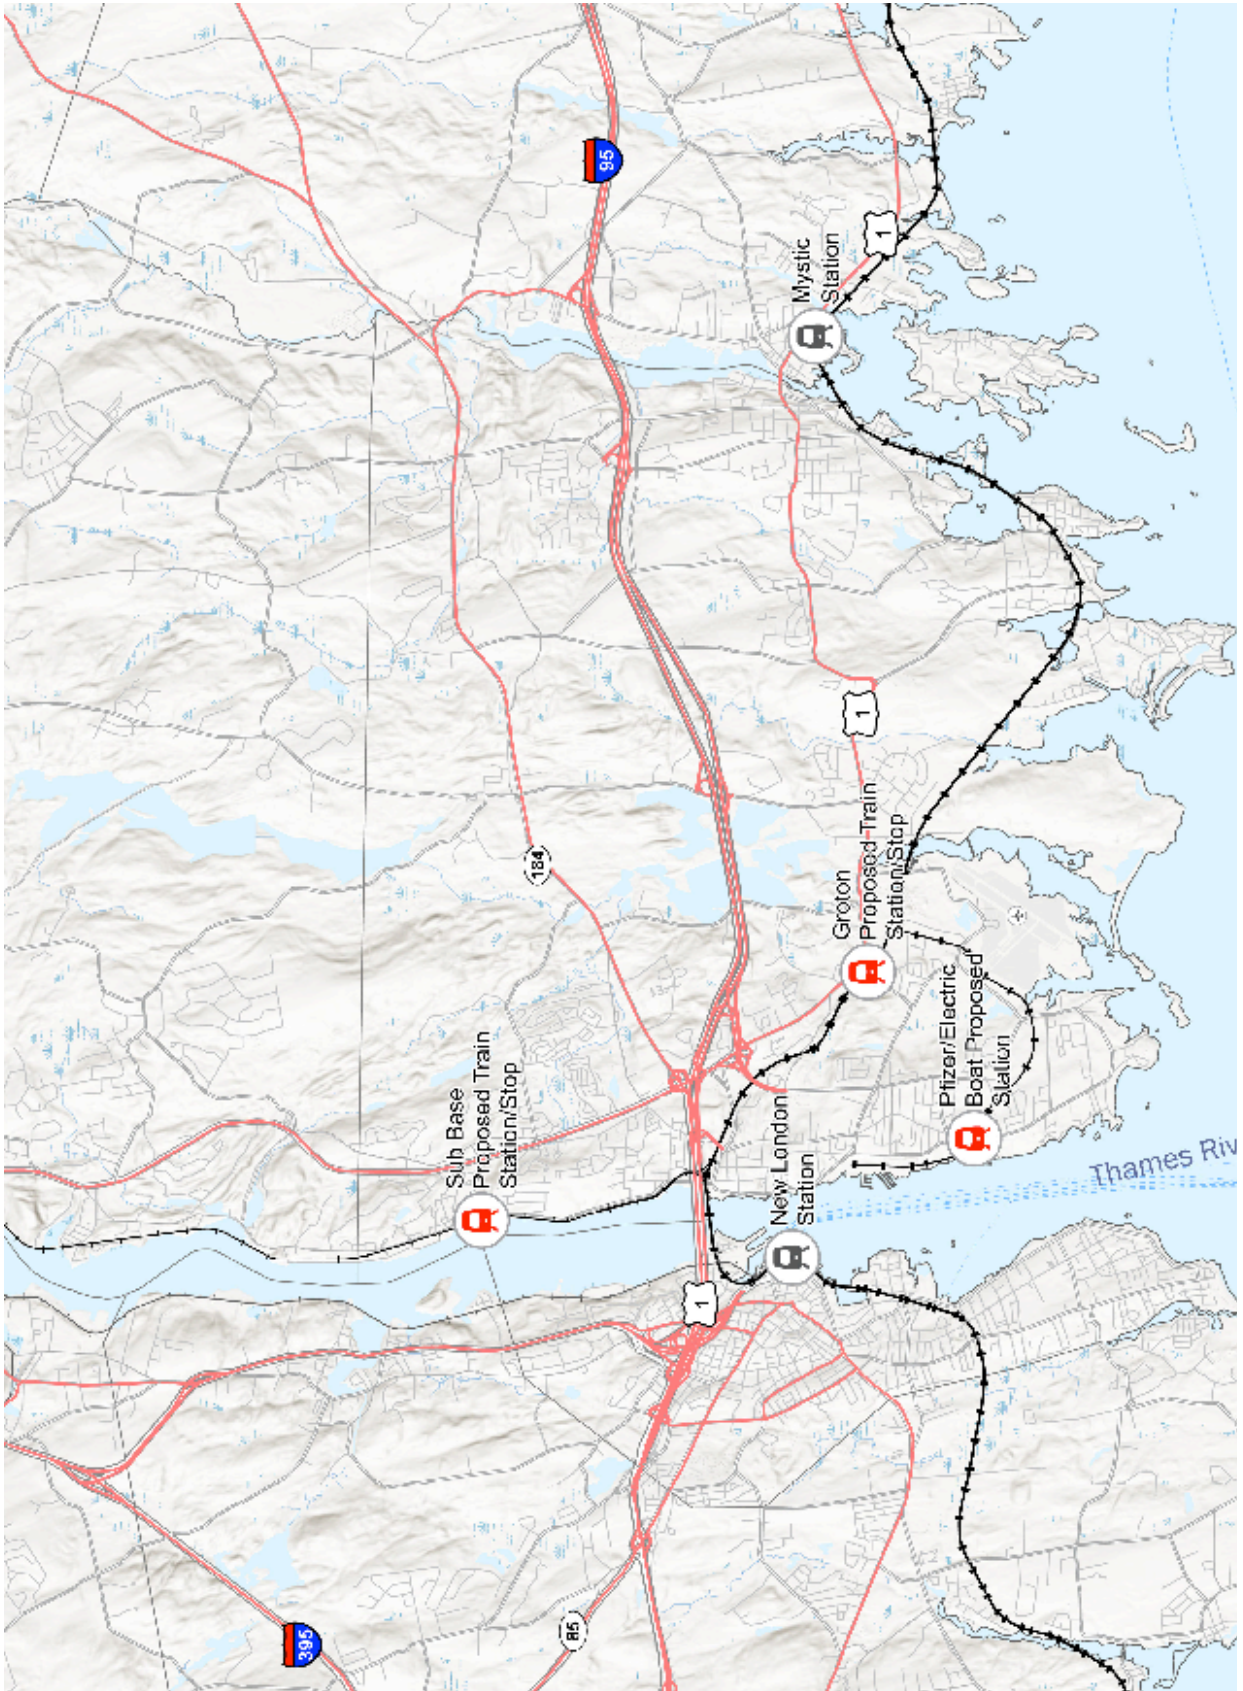 395
85
1
Sub Base
Proposed Train
Station/Stop
New London
Station
Thames Riv
Pfizer/Electric
Boat Proposed
Station
Groton
Proposed Train
Station/Stop
184
1
Mystic
Station
1
95